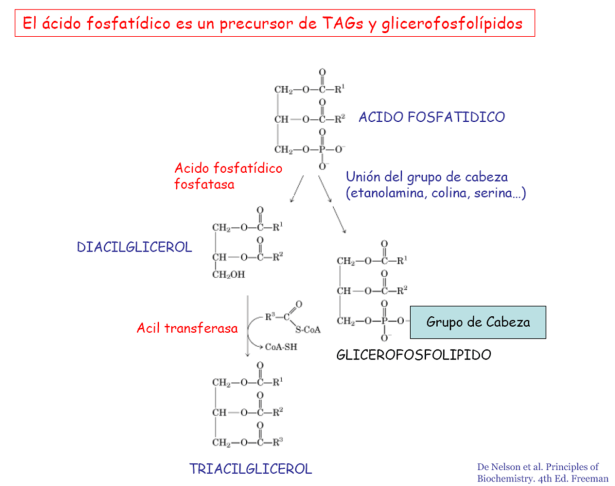 El ácido fosfatídico es un precursor de TAGs y glicerofosfolípidos
O
CH₂—O—C—R¹
O
CH—O—C—R²
O
CH₂—O—P—O⁻
O⁻
ACIDO FOSFATIDICO
Acido fosfatídico
fosfatasa
Unión del grupo de cabeza
(etanolamina, colina, serina…)
O
CH₂—O—C—R¹
O
CH—O—C—R²
CH₂OH
DIACILGLICEROL
O
CH₂—O—C—R¹
O
CH—O—C—R²
O
CH₂—O—P—O
O⁻
Grupo de Cabeza
GLICEROFOSFOLIPIDO
Acil transferasa
O
R³—C
S-CoA
CoA-SH
O
CH₂—O—C—R¹
O
CH—O—C—R²
O
CH₂—O—C—R³
TRIACILGLICEROL
De Nelson et al. Principles of
Biochemistry. 4th Ed. Freeman